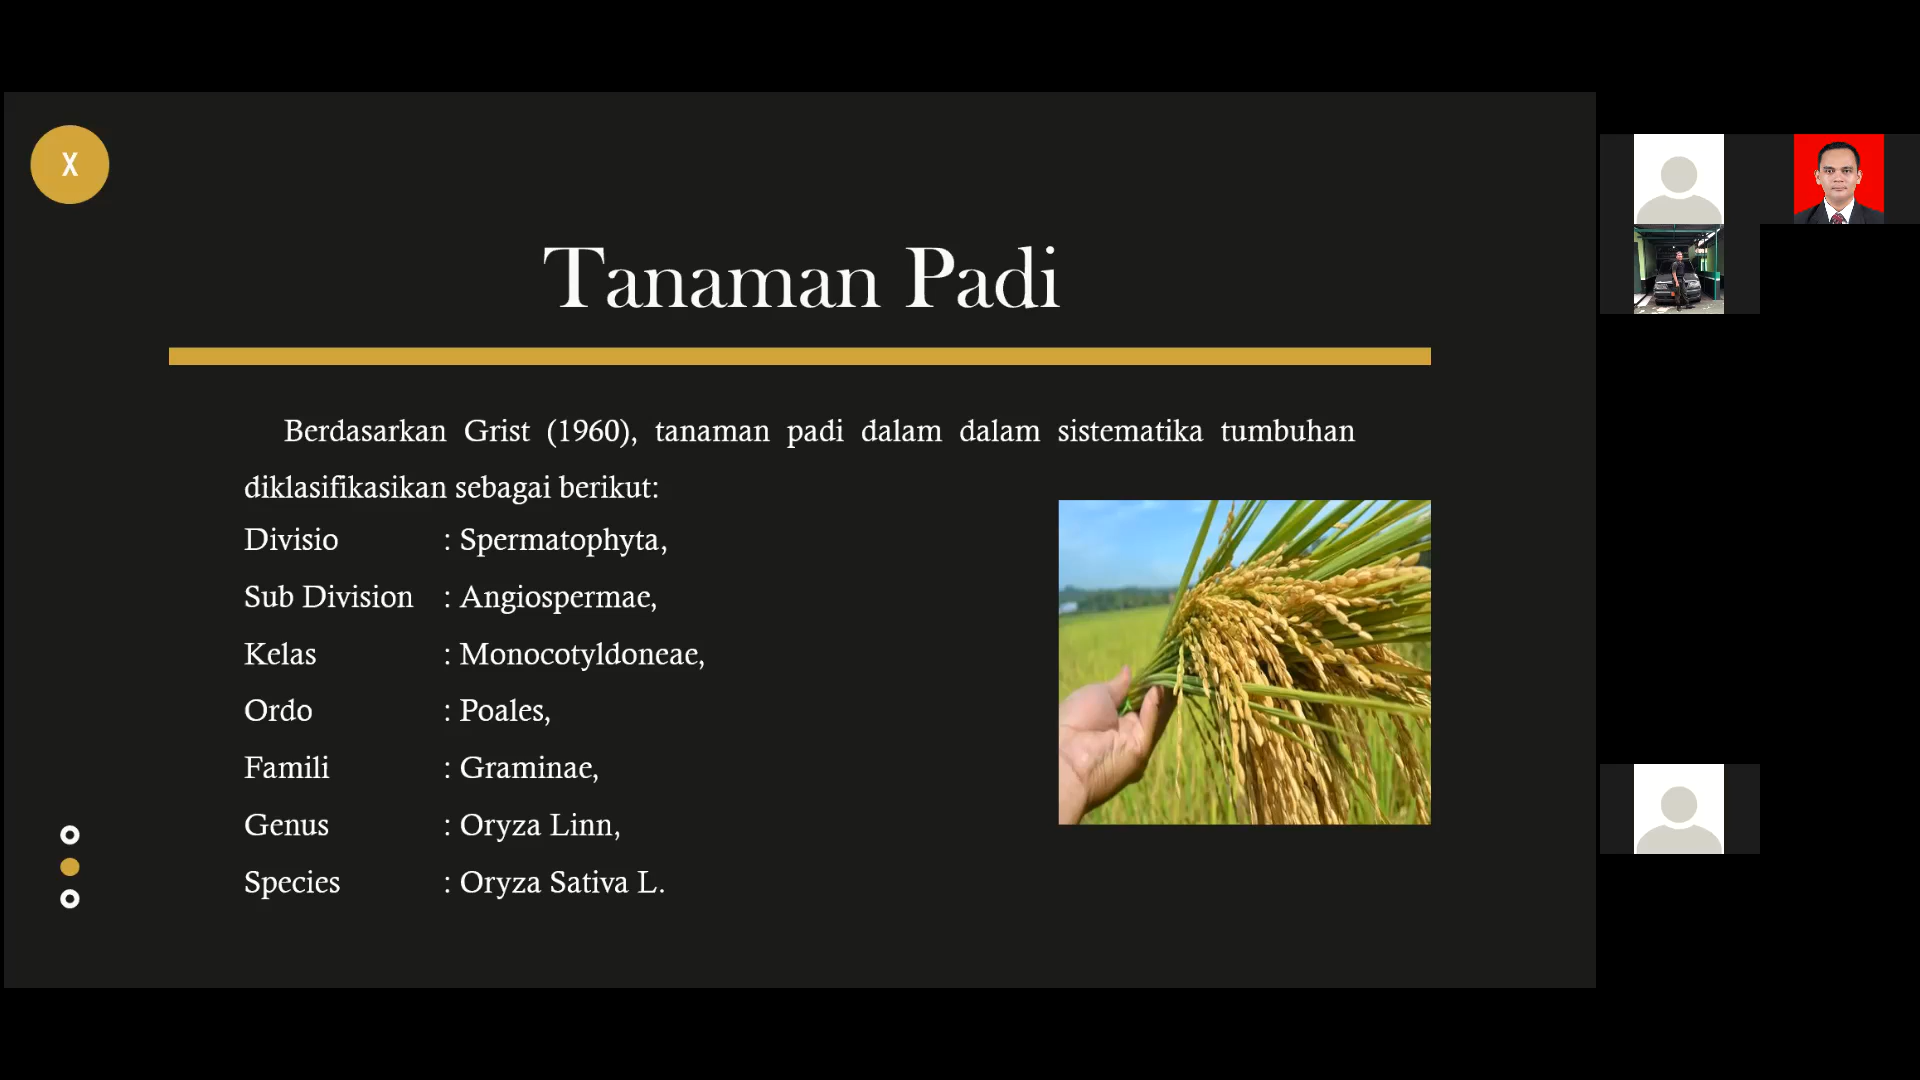 X
Tanaman Padi
Berdasarkan Grist (1960), tanaman padi dalam dalam sistematika tumbuhan
diklasifikasikan sebagai berikut:
Divisio : Spermatophyta,
Sub Division : Angiospermae,
Kelas : Monocotyldoneae,
Ordo : Poales,
Famili : Graminae,
Genus : Oryza Linn,
Species : Oryza Sativa L.